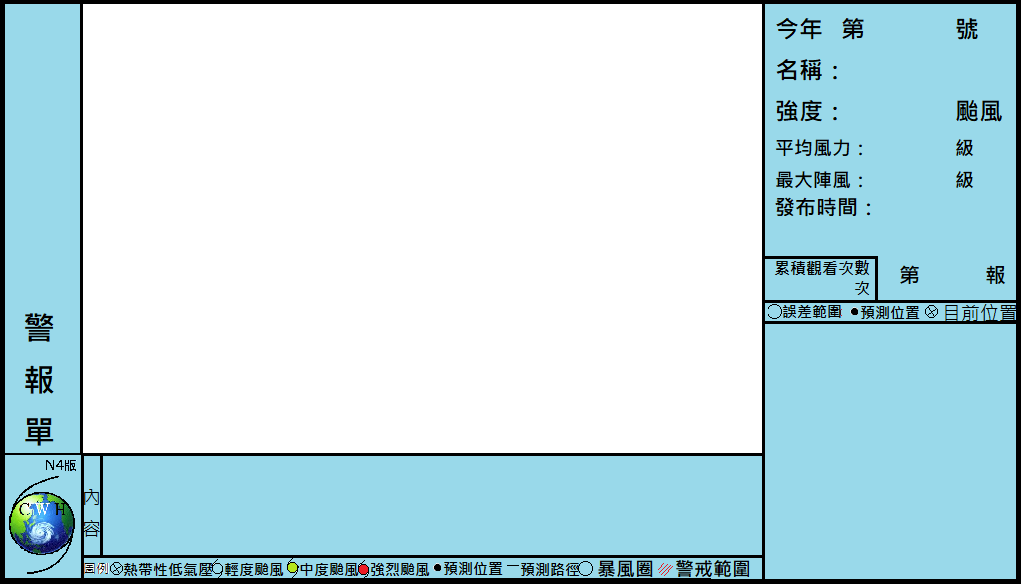 今年 第 號
名稱：
強度： 颱風
平均風力： 級
最大陣風： 級
發布時間：
累積觀看次數
次
第 報
誤差範圍 預測位置 目前位置
警
報
單
N4版
CWH
內
容
圖例 熱帶性低氣壓 輕度颱風 中度颱風 強烈颱風 預測位置 預測路徑 暴風圈 警戒範圍